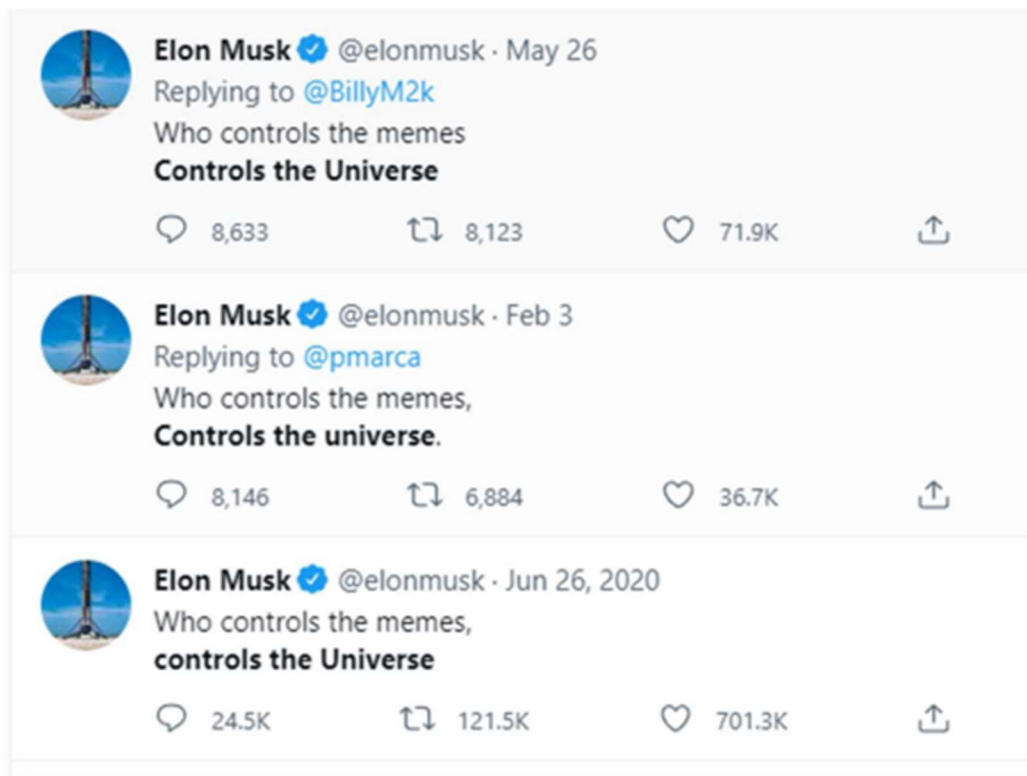 Elon Musk @elonmusk · May 26
Replying to @BillyM2k
Who controls the memes
Controls the Universe
8,633 8,123 71.9K
Elon Musk @elonmusk · Feb 3
Replying to @pmarca
Who controls the memes,
Controls the universe.
8,146 6,884 36.7K
Elon Musk @elonmusk · Jun 26, 2020
Who controls the memes,
controls the Universe
24.5K 121.5K 701.3K